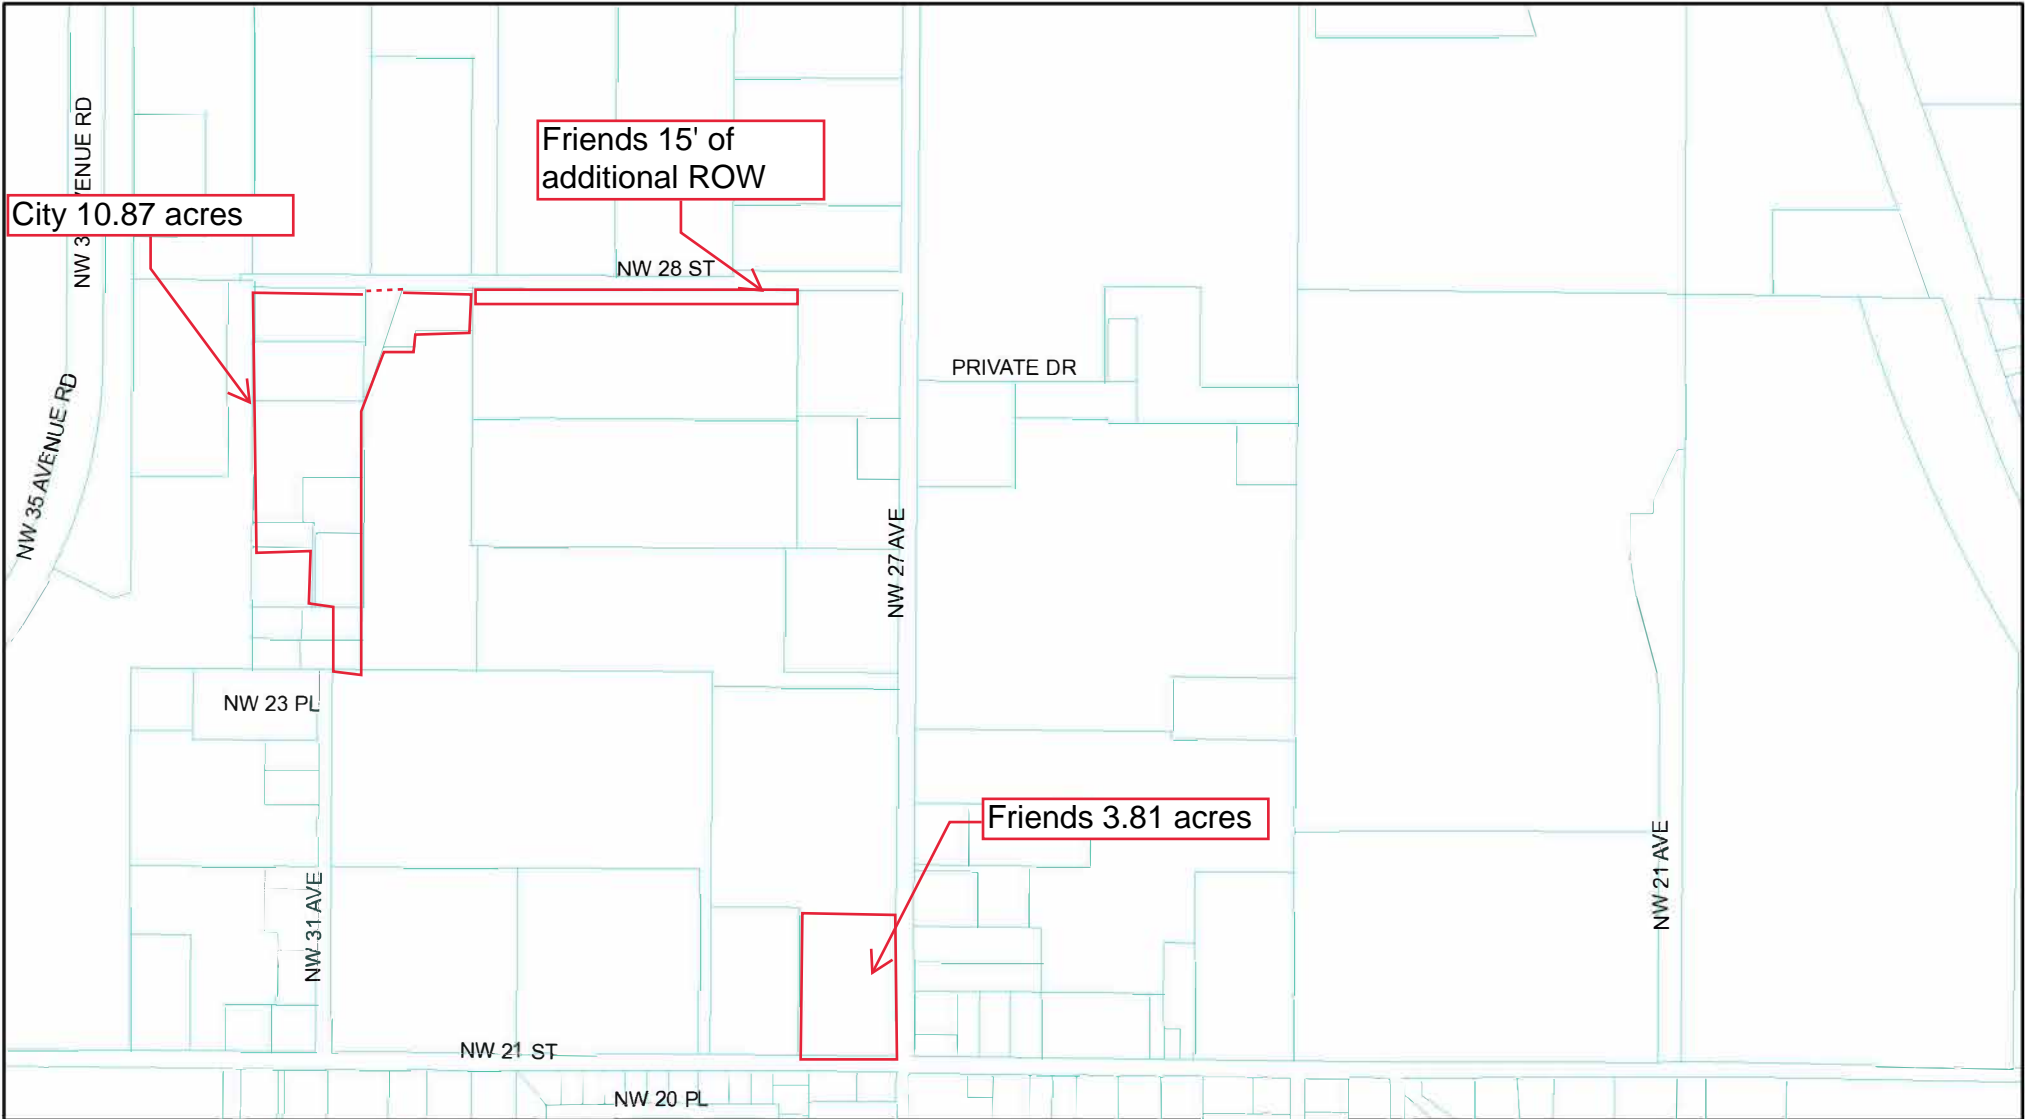 NW 3 VENUE RD
Friends 15' of
additional ROW
City 10.87 acres
NW 28 ST
PRIVATE DR
NW 35 AVENUE RD
NW 27 AVE
NW 23 PL
Friends 3.81 acres
NW 31 AVE
NW 21 AVE
NW 21 ST
NW 20 PL